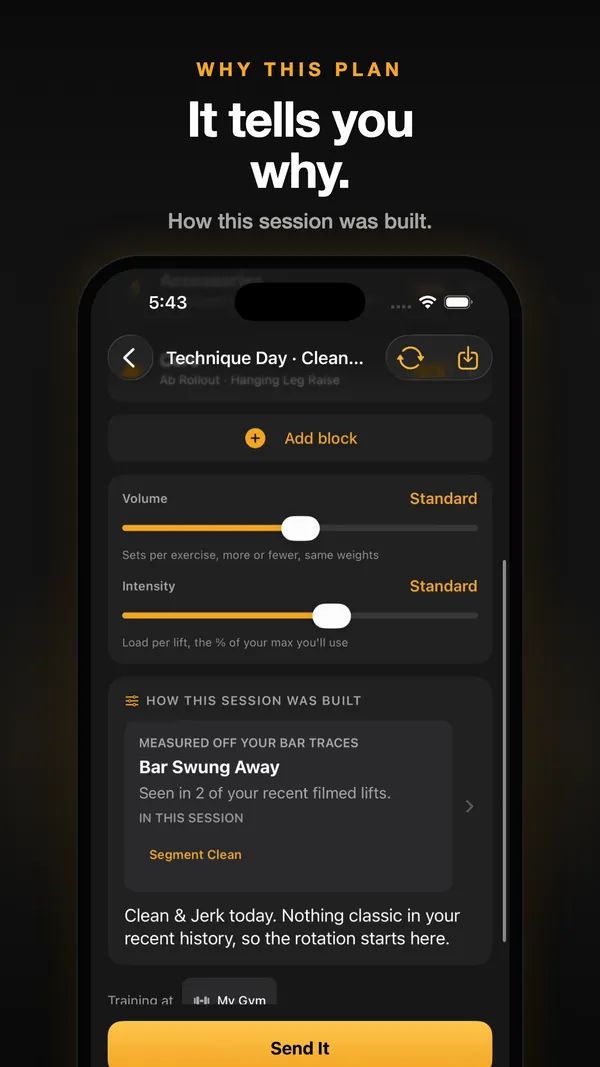 WHY THIS PLAN
It tells you
why.
How this session was built.
Accessories
5:43
Technique Day · Clean...
Ab Rollout · Hanging Leg Raise
Add block
Volume
Standard
Sets per exercise, more or fewer, same weights
Intensity
Standard
Load per lift, the % of your max you'll use
HOW THIS SESSION WAS BUILT
MEASURED OFF YOUR BAR TRACES
Bar Swung Away
Seen in 2 of your recent filmed lifts.
IN THIS SESSION
Segment Clean
Clean & Jerk today. Nothing classic in your
recent history, so the rotation starts here.
Training at
My Gym
Send It